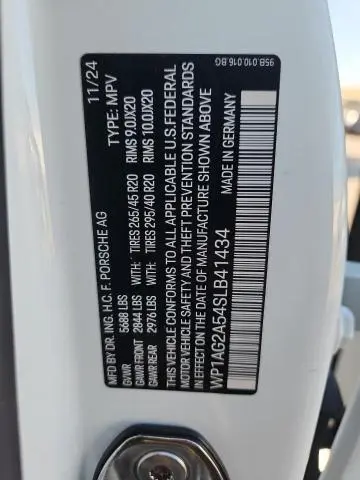 95B.010.016.BG
MFD BY DR. ING. H.C. F. PORSCHE AG 11/24
GVWR 5688 LBS TYPE: MPV
GAWR FRONT 2844 LBS WITH: TIRES 265/45 R20 RIMS 9.0JX20
GAWR REAR 2976 LBS WITH: TIRES 295/40 R20 RIMS 10.0JX20
THIS VEHICLE CONFORMS TO ALL APPLICABLE U.S. FEDERAL
MOTOR VEHICLE SAFETY AND THEFT PREVENTION STANDARDS
IN EFFECT ON THE DATE OF MANUFACTURE SHOWN ABOVE
WP1AG2A54SLB41434 MADE IN GERMANY